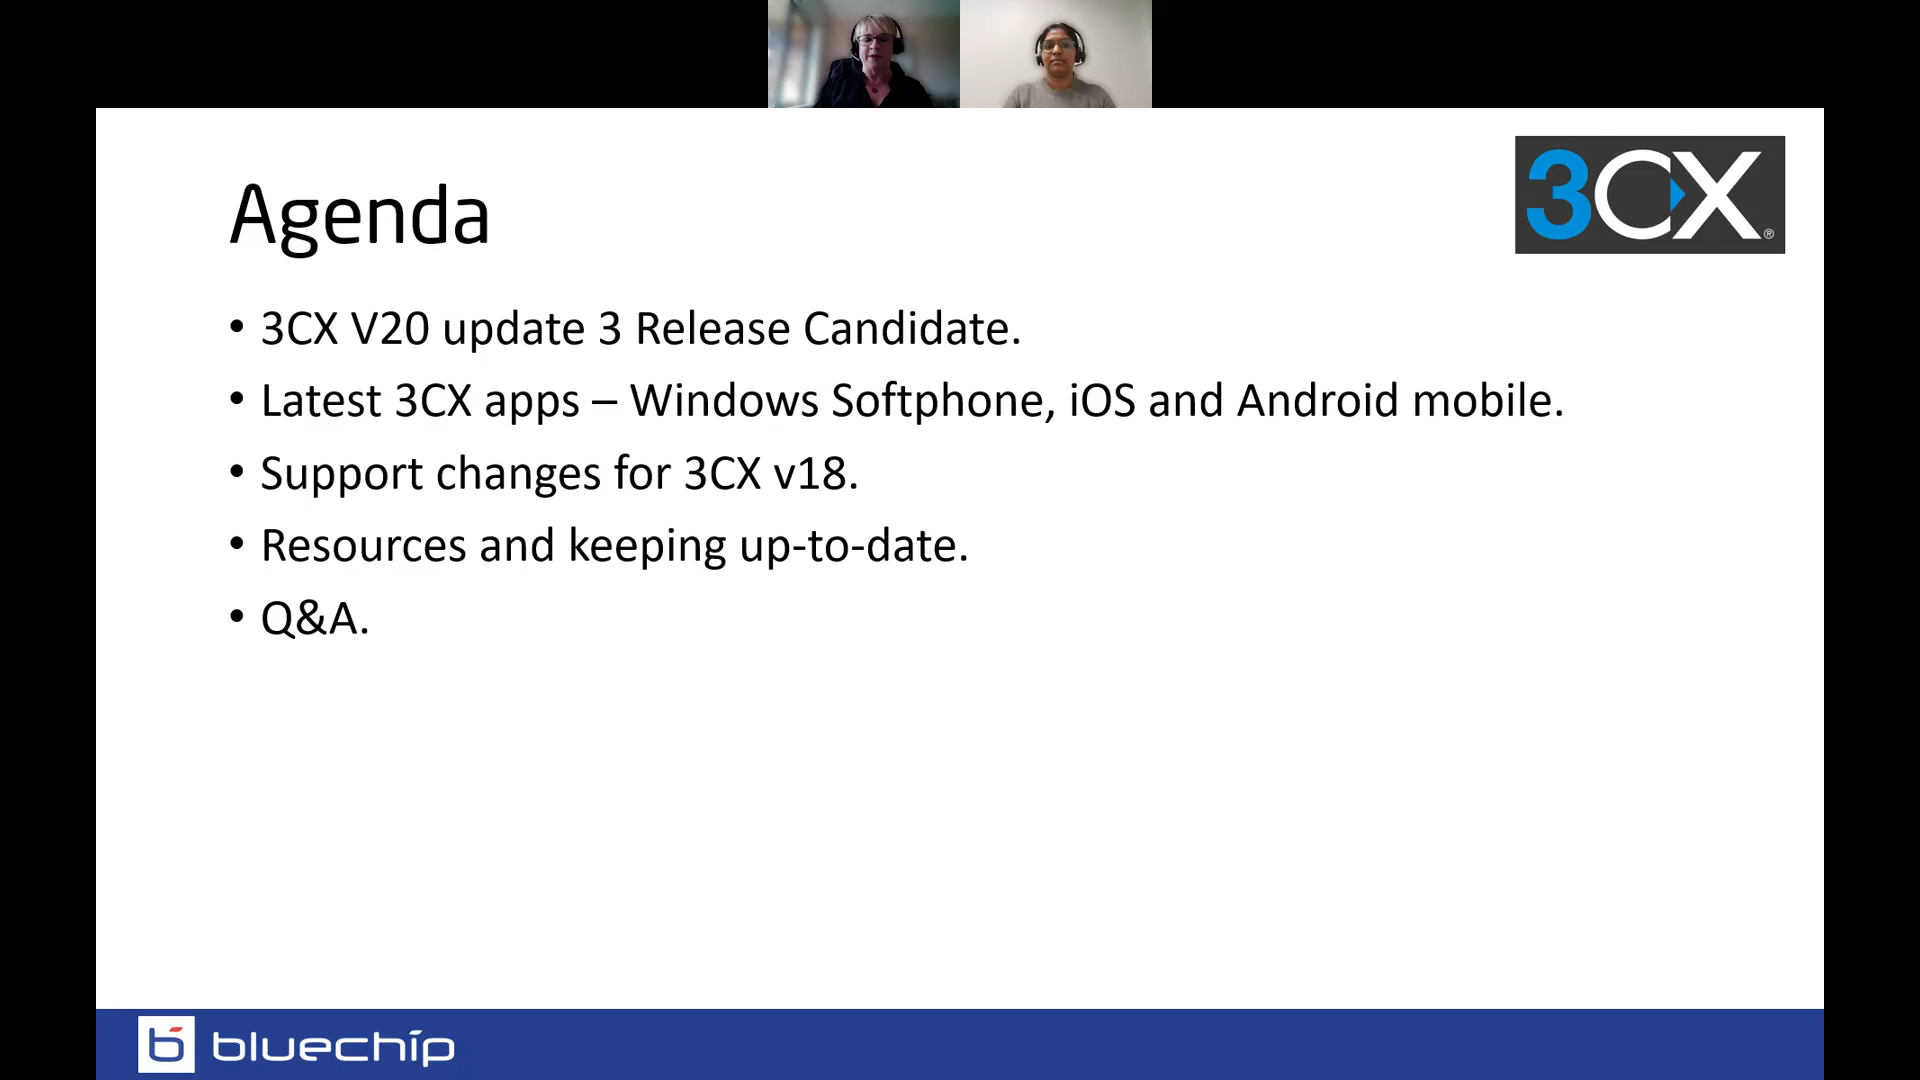 3CX®
Agenda
• 3CX V20 update 3 Release Candidate.
• Latest 3CX apps – Windows Softphone, iOS and Android mobile.
• Support changes for 3CX v18.
• Resources and keeping up-to-date.
• Q&A.
bluechip